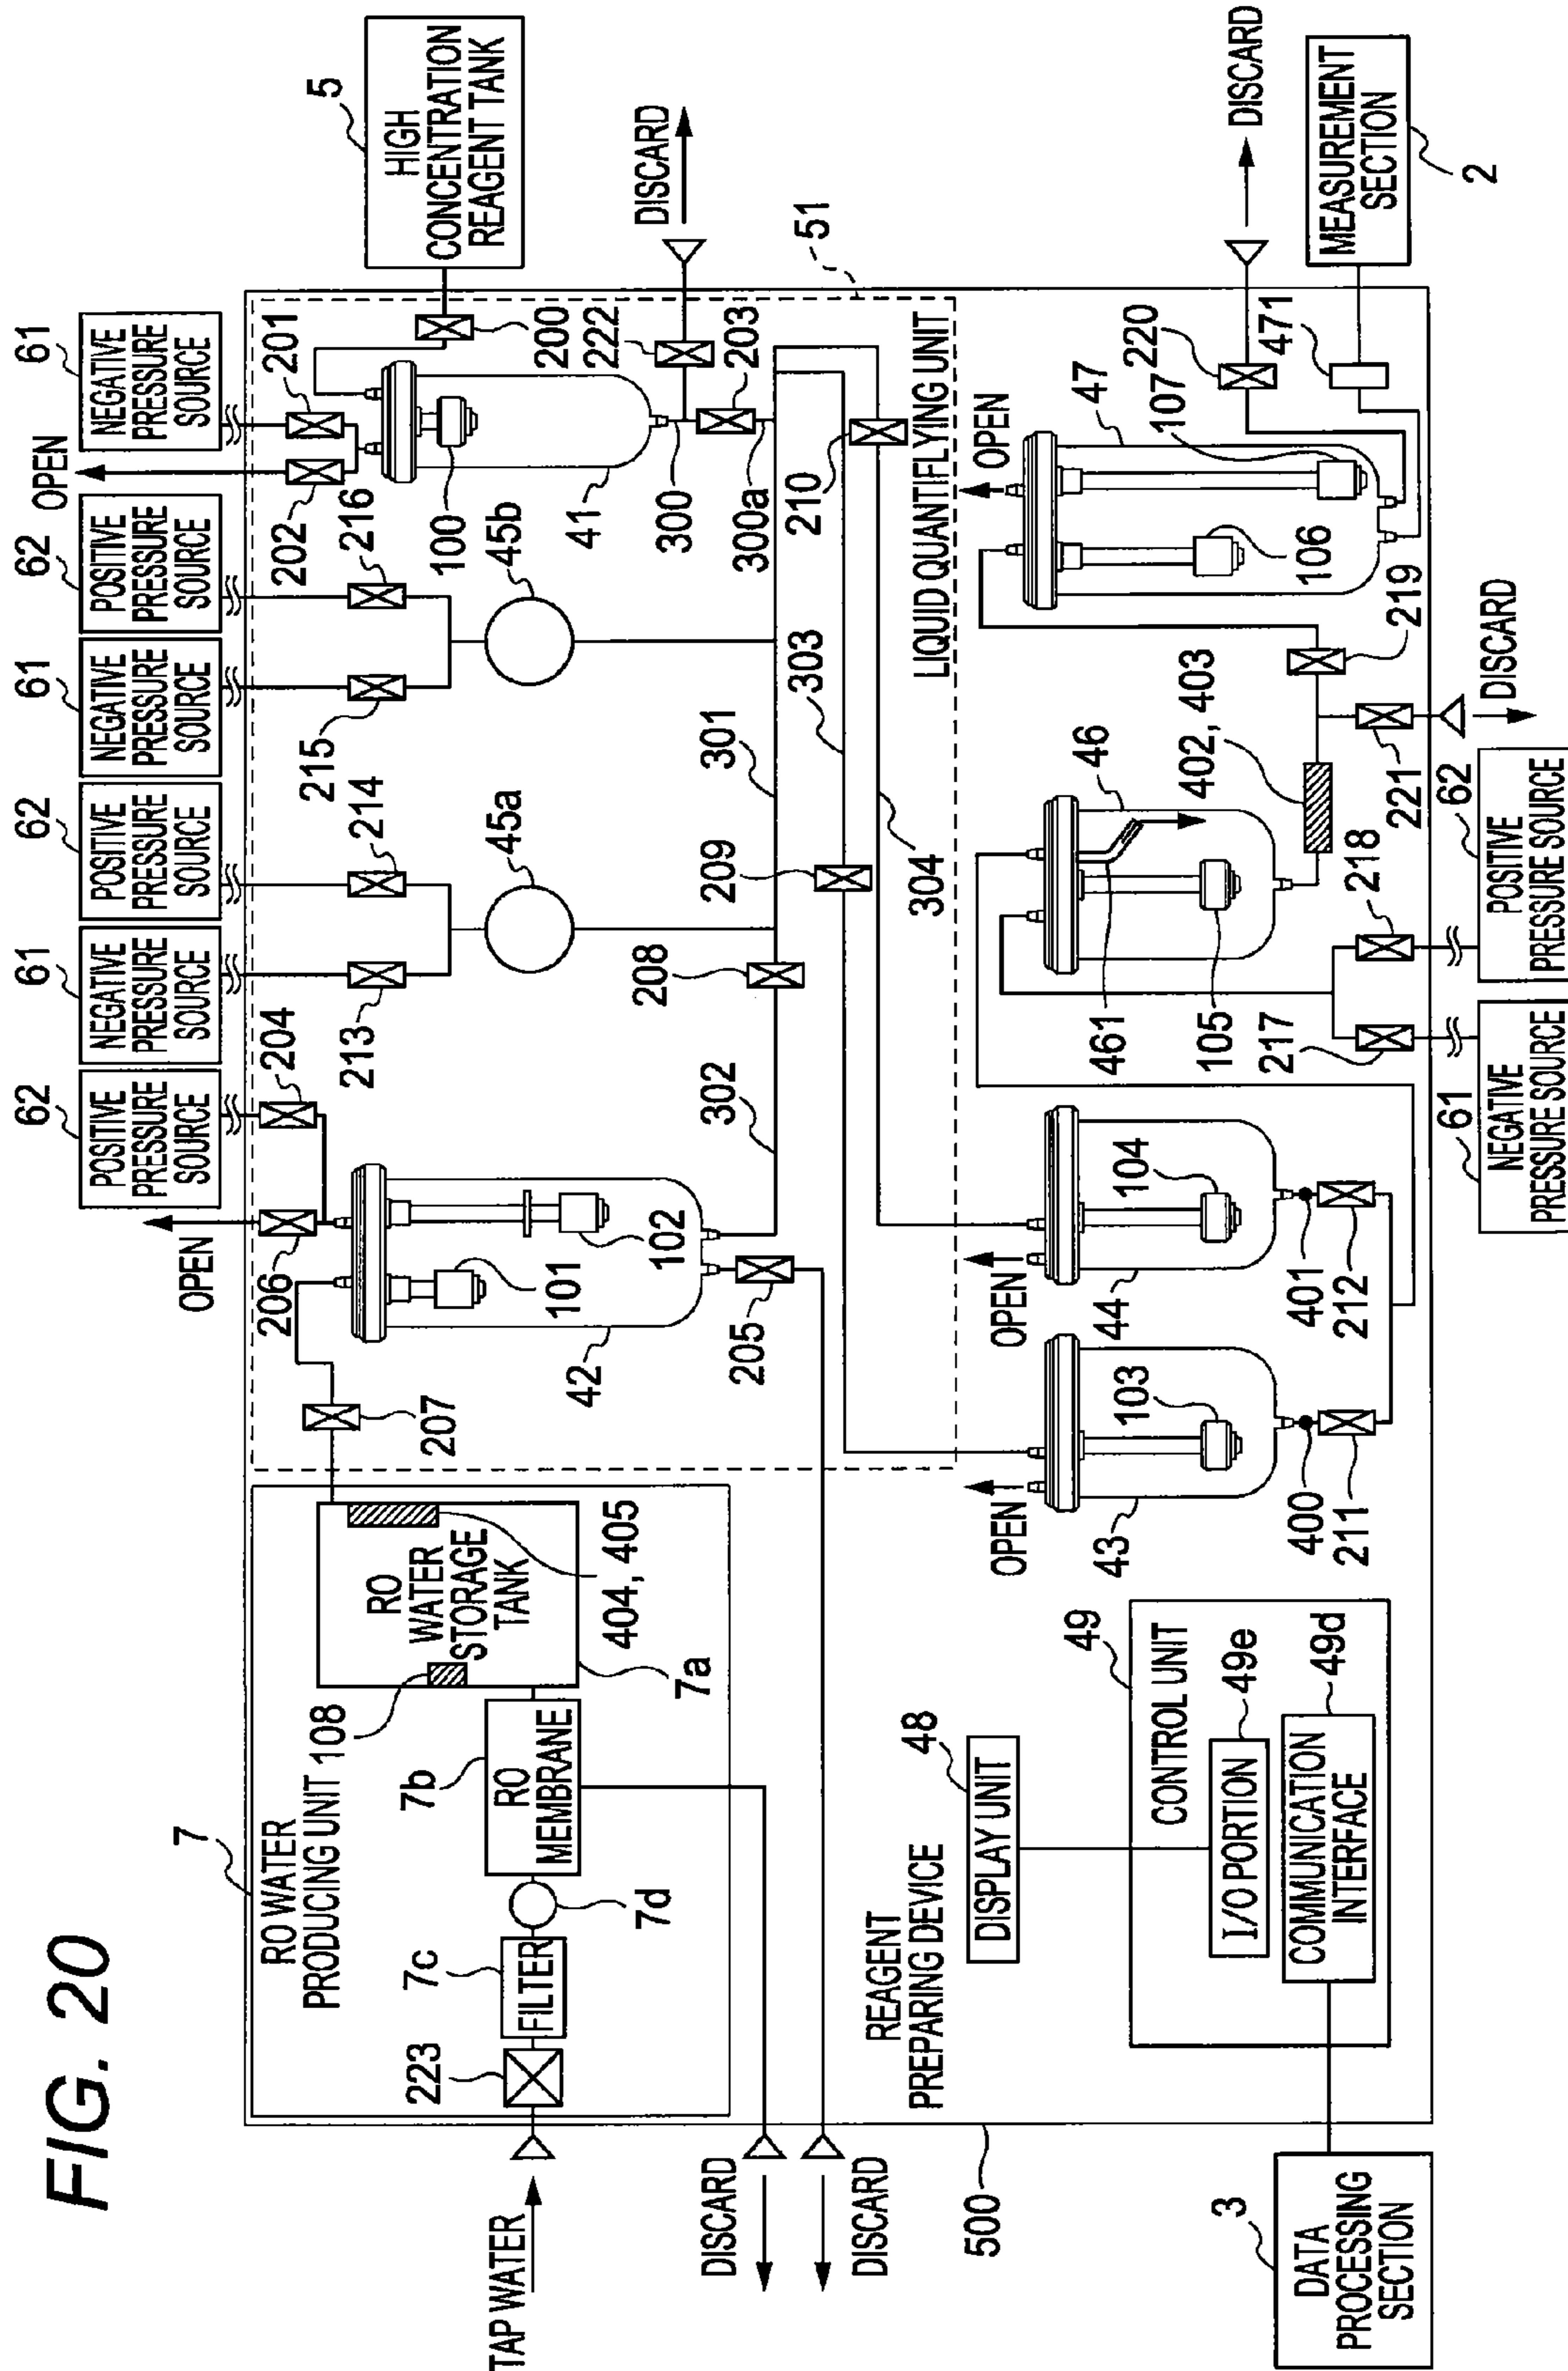 FIG. 20
61
62
61
62
61
62
NEGATIVE
PRESSURE
SOURCE
POSITIVE
PRESSURE
SOURCE
NEGATIVE
PRESSURE
SOURCE
POSITIVE
PRESSURE
SOURCE
NEGATIVE
PRESSURE
SOURCE
POSITIVE
PRESSURE
SOURCE
OPEN
OPEN
5
HIGH
CONCENTRATION
REAGENT TANK
7
RO WATER
PRODUCING UNIT
108
RO
WATER
STORAGE
TANK
404, 405
7a
7b
RO
MEMBRANE
7c
FILTER
7d
223
TAP WATER
DISCARD
DISCARD
207
206
204
101
102
42
205
302
213
214
45a
208
215
216
45b
301
202
201
100
41
200
222
203
300
300a
DISCARD
51
209
303
210
304
LIQUID QUANTIFLYING UNIT
500
REAGENT
PREPARING DEVICE
48
DISPLAY UNIT
49
CONTROL UNIT
49e
I/O PORTION
49d
COMMUNICATION
INTERFACE
3
DATA
PROCESSING
SECTION
OPEN
43
103
400
211
OPEN
44
104
401
212
46
461
105
402, 403
217
218
221
219
61
NEGATIVE
PRESSURE SOURCE
62
POSITIVE
PRESSURE SOURCE
DISCARD
OPEN
47
106
107
220
471
DISCARD
MEASUREMENT
SECTION
2